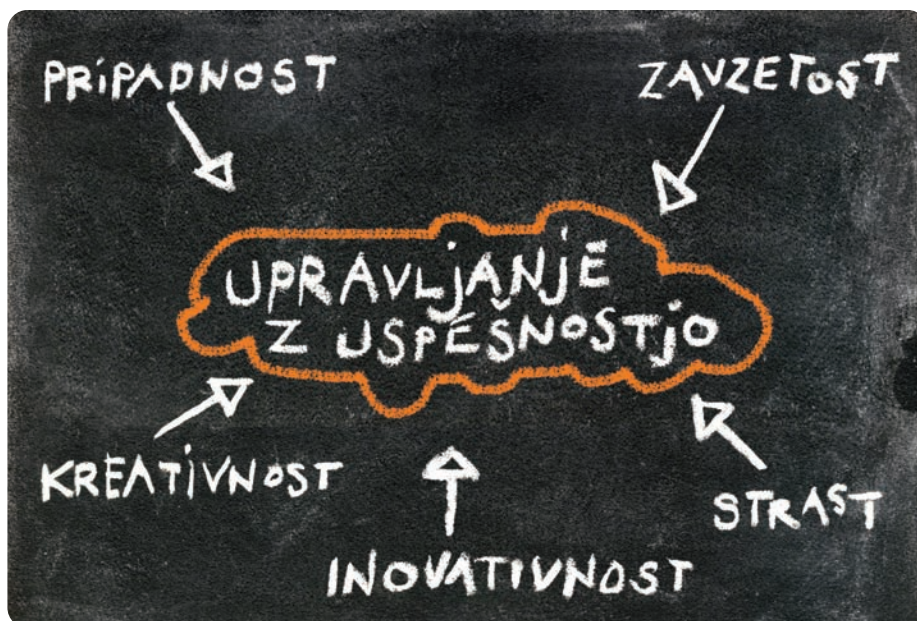 PRIPADNOST
ZAVZETOST
UPRAVLJANJE
Z USPEŠNOSTJO
KREATIVNOST
STRAST
INOVATIVNOST